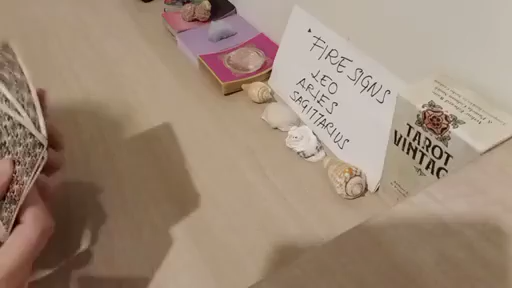 FIRE SIGNS
LEO
ARIES
SAGITTARIUS
TAROT
VINTAG